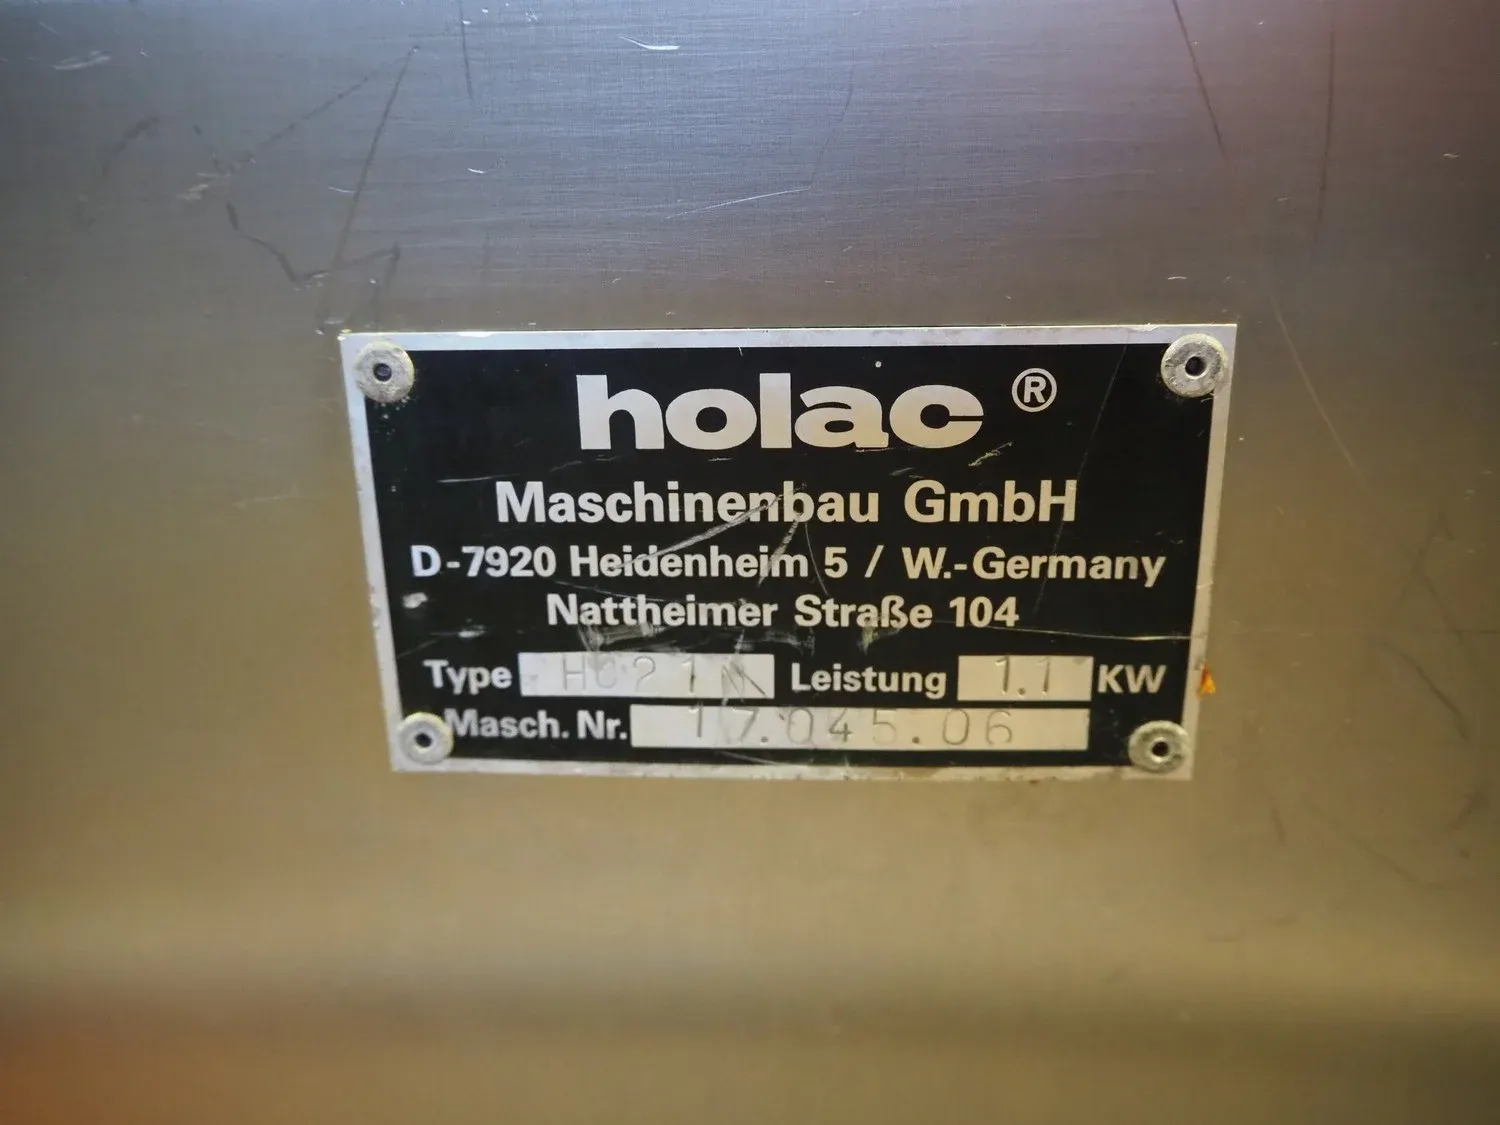 holac ®
Maschinenbau GmbH
D-7920 Heidenheim 5 / W.-Germany
Nattheimer Straße 104
Type HC21N Leistung 1.1 KW
Masch. Nr. 17.045.06